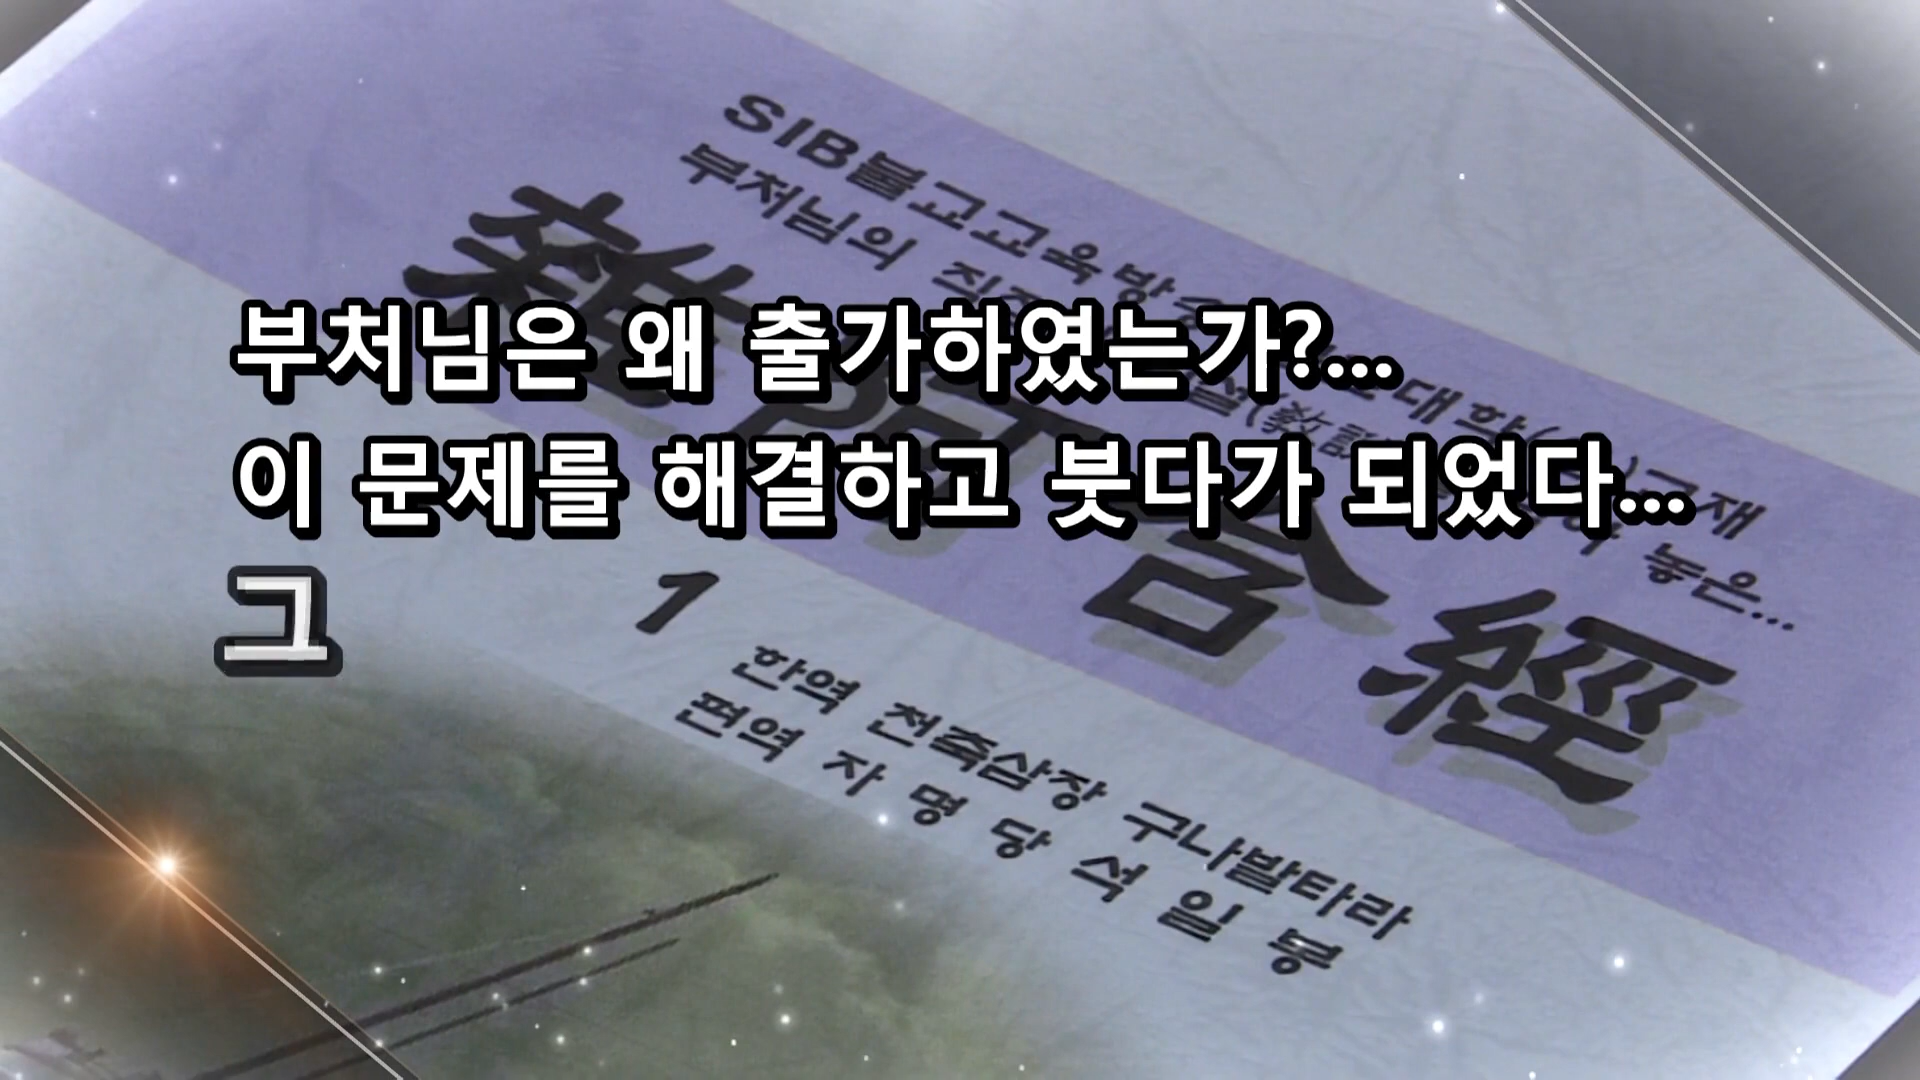 SIB불교교육방
부처님의
雜阿含經
부처님은 왜 출가하였는가?...
이 문제를 해결하고 붓다가 되었다...
그
놓은...
1
한역 천축삼장 구나발타라
편역 자명당 석일봉